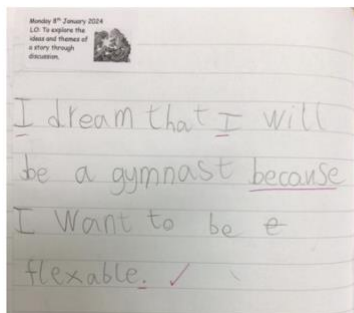 Monday 8th January 2024
LO: To explore the
ideas and themes of
a story through
discussion.
I dream that I will
be a gymnast because
I want to be e
flexable. ✓